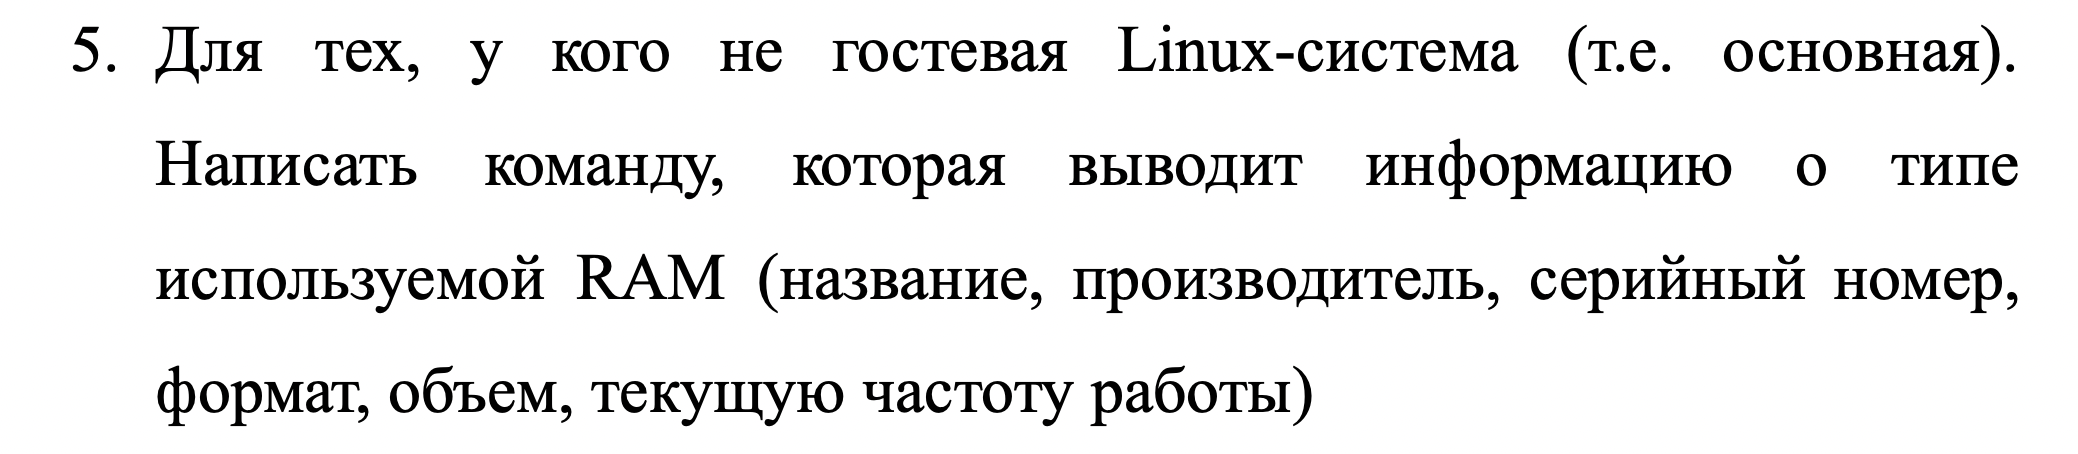 5. Для тех, у кого не гостевая Linux-система (т.е. основная).
Написать команду, которая выводит информацию о типе
используемой RAM (название, производитель, серийный номер,
формат, объем, текущую частоту работы)